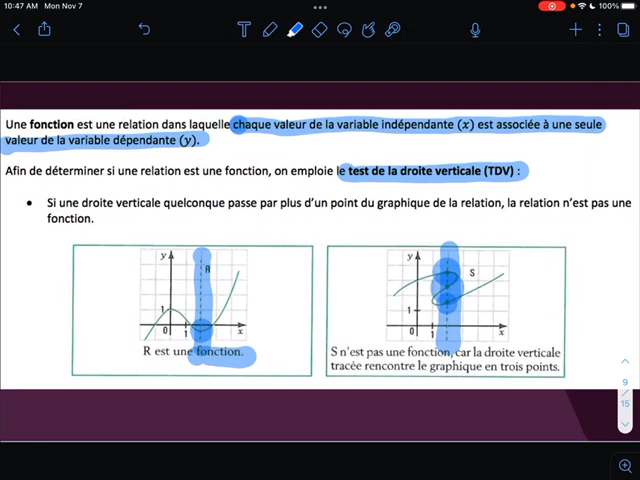 10:47 AM Mon Nov 7
100%
Une fonction est une relation dans laquelle chaque valeur de la variable indépendante (x) est associée à une seule
valeur de la variable dépendante (y).
Afin de déterminer si une relation est une fonction, on emploie le test de la droite verticale (TDV) :
• Si une droite verticale quelconque passe par plus d'un point du graphique de la relation, la relation n'est pas une
fonction.
y
R
1
0 1 x
R est une fonction.
y
S
1
0 1 x
S n'est pas une fonction, car la droite verticale
tracée rencontre le graphique en trois points.
9
/
15